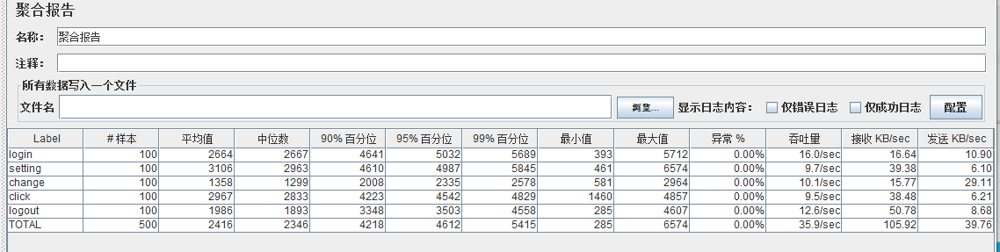 聚合报告
名称： 聚合报告
注释：
所有数据写入一个文件
文件名 浏览... 显示日志内容： 仅错误日志 仅成功日志 配置
Label # 样本 平均值 中位数 90% 百分位 95% 百分位 99% 百分位 最小值 最大值 异常 % 吞吐量 接收 KB/sec 发送 KB/sec
login 100 2664 2667 4641 5032 5689 393 5712 0.00% 16.0/sec 16.64 10.90
setting 100 3106 2963 4610 4987 5845 461 6574 0.00% 9.7/sec 39.38 6.10
change 100 1358 1299 2008 2335 2578 581 2964 0.00% 10.1/sec 15.77 29.11
click 100 2967 2833 4223 4542 4829 1460 4857 0.00% 9.5/sec 38.48 6.21
logout 100 1986 1893 3348 3503 4558 285 4607 0.00% 12.6/sec 50.78 8.68
TOTAL 500 2416 2346 4218 4612 5415 285 6574 0.00% 35.9/sec 105.92 39.76